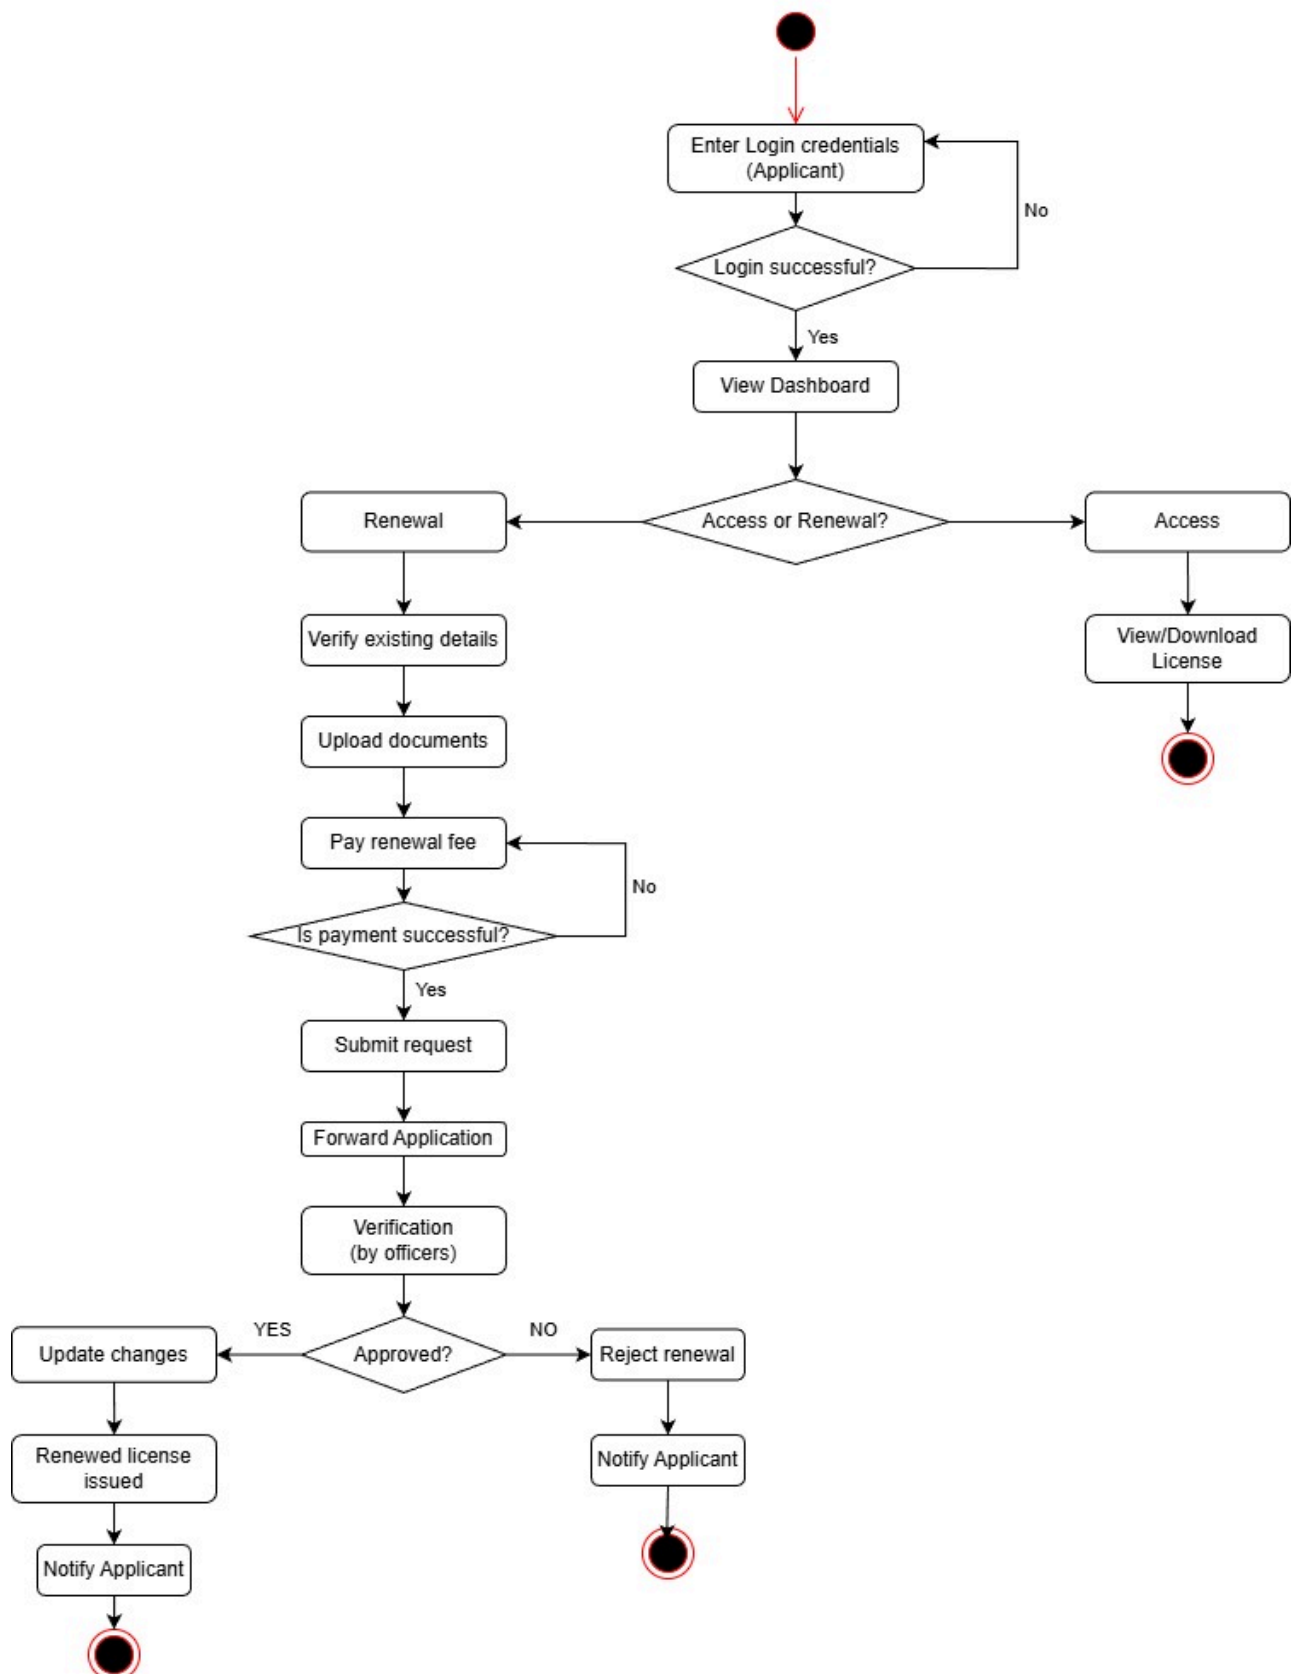 Enter Login credentials
(Applicant)
No
Login successful?
Yes
View Dashboard
Renewal
Access or Renewal?
Access
Verify existing details
View/Download
License
Upload documents
Pay renewal fee
No
Is payment successful?
Yes
Submit request
Forward Application
Verification
(by officers)
YES
NO
Update changes
Approved?
Reject renewal
Renewed license
issued
Notify Applicant
Notify Applicant